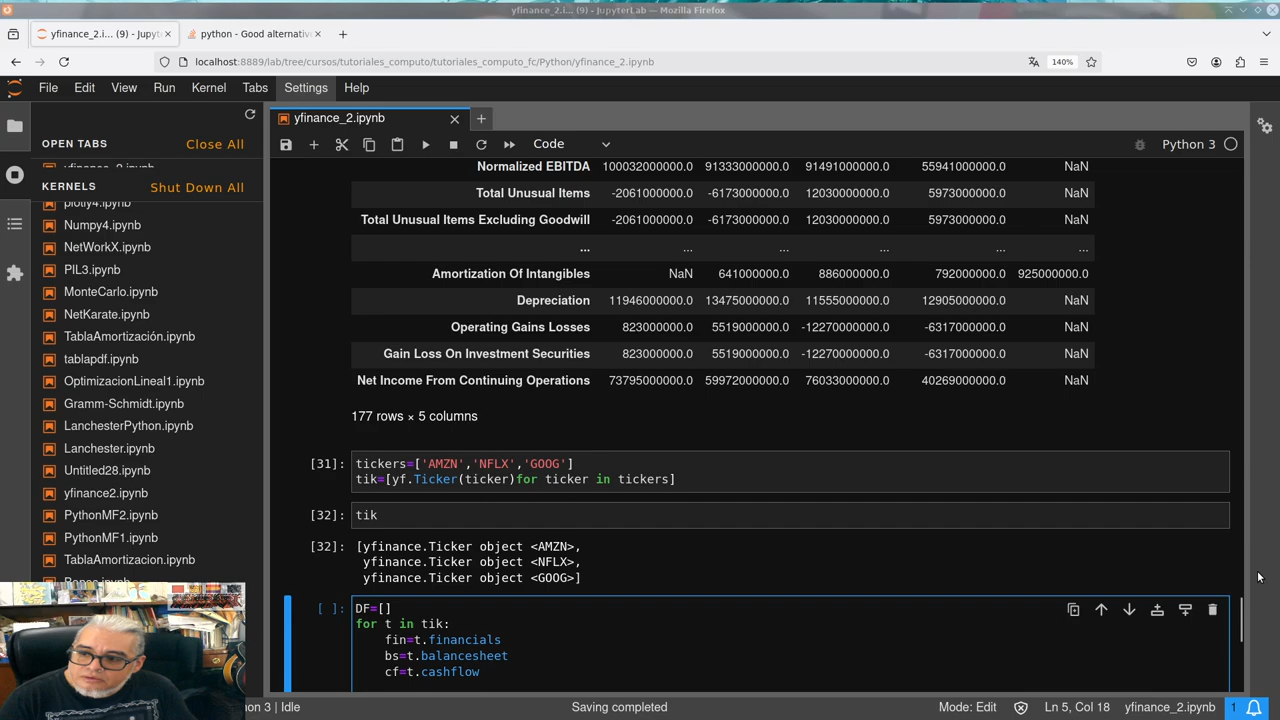 yfinance_2.i... (9) - JupyterLab — Mozilla Firefox
yfinance_2.i... (9) - Jupyt
python - Good alternativ
localhost:8889/lab/tree/cursos/tutoriales_computo/tutoriales_computo_fc/Python/yfinance_2.ipynb
140%
File Edit View Run Kernel Tabs Settings Help
yfinance_2.ipynb
OPEN TABS Close All
Code
Python 3
KERNELS Shut Down All
Numpy4.ipynb
NetWorkX.ipynb
PIL3.ipynb
MonteCarlo.ipynb
NetKarate.ipynb
TablaAmortización.ipynb
tablapdf.ipynb
OptimizacionLineal1.ipynb
Gramm-Schmidt.ipynb
LanchesterPython.ipynb
Lanchester.ipynb
Untitled28.ipynb
yfinance2.ipynb
PythonMF2.ipynb
PythonMF1.ipynb
TablaAmortizacion.ipynb
Normalized EBITDA 100032000000.0 91333000000.0 91491000000.0 55941000000.0 NaN
Total Unusual Items -2061000000.0 -6173000000.0 12030000000.0 5973000000.0 NaN
Total Unusual Items Excluding Goodwill -2061000000.0 -6173000000.0 12030000000.0 5973000000.0 NaN
... ... ... ... ... ...
Amortization Of Intangibles NaN 641000000.0 886000000.0 792000000.0 925000000.0
Depreciation 11946000000.0 13475000000.0 11555000000.0 12905000000.0 NaN
Operating Gains Losses 823000000.0 5519000000.0 -12270000000.0 -6317000000.0 NaN
Gain Loss On Investment Securities 823000000.0 5519000000.0 -12270000000.0 -6317000000.0 NaN
Net Income From Continuing Operations 73795000000.0 59972000000.0 76033000000.0 40269000000.0 NaN
177 rows × 5 columns
[31]: tickers=['AMZN','NFLX','GOOG']
tik=[yf.Ticker(ticker)for ticker in tickers]
[32]: tik
[32]: [yfinance.Ticker object <AMZN>,
yfinance.Ticker object <NFLX>,
yfinance.Ticker object <GOOG>]
[ ]: DF=[]
for t in tik:
fin=t.financials
bs=t.balancesheet
cf=t.cashflow
on 3 | Idle
Saving completed
Mode: Edit
Ln 5, Col 18
yfinance_2.ipynb
1